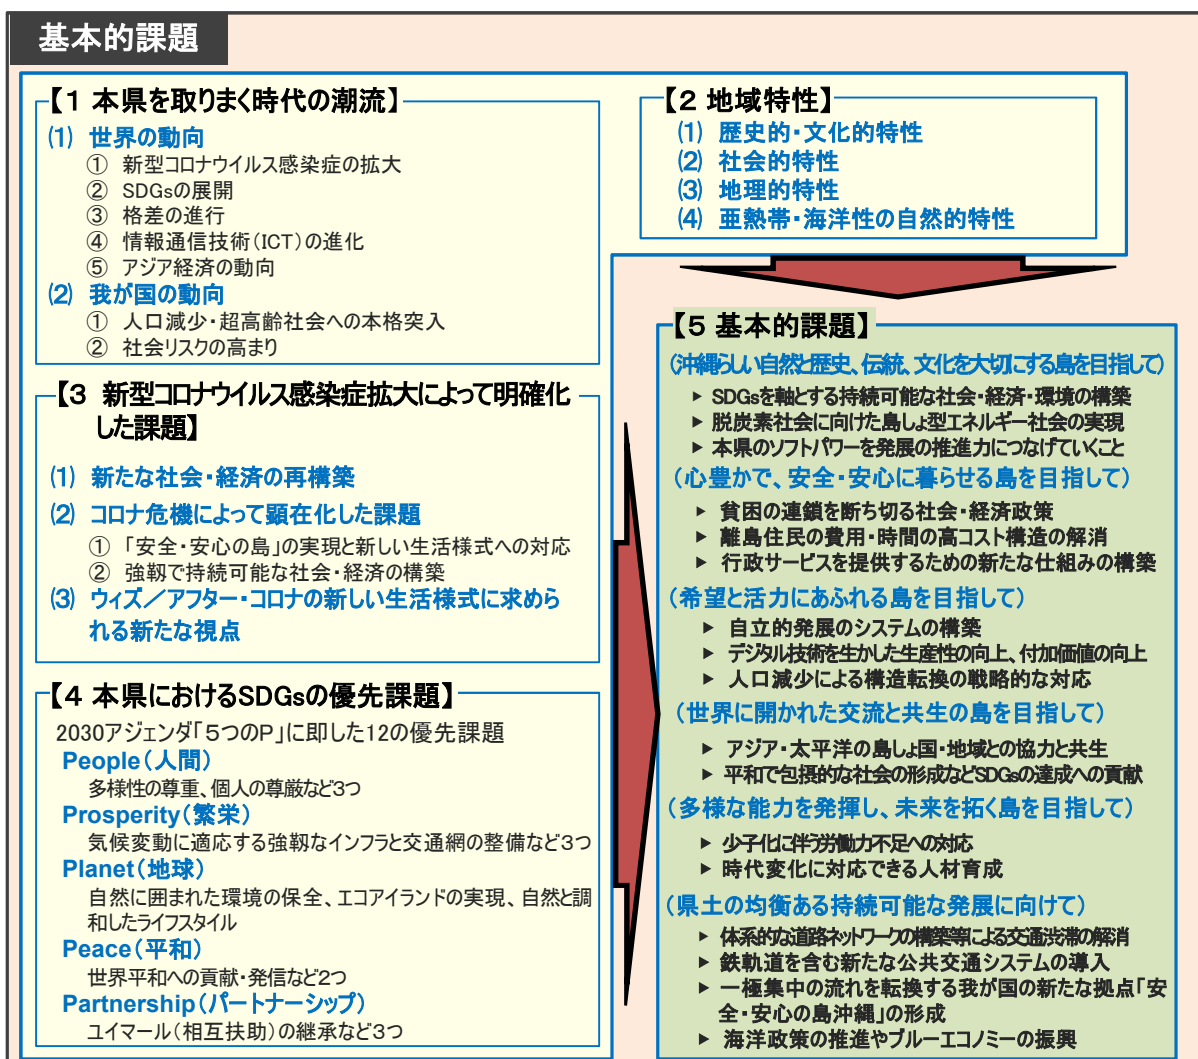 基本的課題
【1 本県を取りまく時代の潮流】
⑴ 世界の動向
① 新型コロナウイルス感染症の拡大
② SDGsの展開
③ 格差の進行
④ 情報通信技術（ICT）の進化
⑤ アジア経済の動向
⑵ 我が国の動向
① 人口減少・超高齢社会への本格突入
② 社会リスクの高まり
【2 地域特性】
⑴ 歴史的・文化的特性
⑵ 社会的特性
⑶ 地理的特性
⑷ 亜熱帯・海洋性の自然的特性
【3 新型コロナウイルス感染症拡大によって明確化
した課題】
⑴ 新たな社会・経済の再構築
⑵ コロナ危機によって顕在化した課題
① 「安全・安心の島」の実現と新しい生活様式への対応
② 強靱で持続可能な社会・経済の構築
⑶ ウィズ／アフター・コロナの新しい生活様式に求めら
れる新たな視点
【4 本県におけるSDGsの優先課題】
2030アジェンダ「５つのP」に即した12の優先課題
People（人間）
多様性の尊重、個人の尊厳など3つ
Prosperity（繁栄）
気候変動に適応する強靱なインフラと交通網の整備など3つ
Planet（地球）
自然に囲まれた環境の保全、エコアイランドの実現、自然と調
和したライフスタイル
Peace（平和）
世界平和への貢献・発信など2つ
Partnership（パートナーシップ）
ユイマール（相互扶助）の継承など3つ
【5 基本的課題】
（沖縄らしい自然と歴史、伝統、文化を大切にする島を目指して）
▶ SDGsを軸とする持続可能な社会・経済・環境の構築
▶ 脱炭素社会に向けた島しょ型エネルギー社会の実現
▶ 本県のソフトパワーを発展の推進力につなげていくこと
（心豊かで、安全・安心に暮らせる島を目指して）
▶ 貧困の連鎖を断ち切る社会・経済政策
▶ 離島住民の費用・時間の高コスト構造の解消
▶ 行政サービスを提供するための新たな仕組みの構築
（希望と活力にあふれる島を目指して）
▶ 自立的発展のシステムの構築
▶ デジタル技術を生かした生産性の向上、付加価値の向上
▶ 人口減少による構造転換の戦略的な対応
（世界に開かれた交流と共生の島を目指して）
▶ アジア・太平洋の島しょ国・地域との協力と共生
▶ 平和で包摂的な社会の形成などSDGsの達成への貢献
（多様な能力を発揮し、未来を拓く島を目指して）
▶ 少子化に伴う労働力不足への対応
▶ 時代変化に対応できる人材育成
（県土の均衡ある持続可能な発展に向けて）
▶ 体系的な道路ネットワークの構築等による交通渋滞の解消
▶ 鉄軌道を含む新たな公共交通システムの導入
▶ 一極集中の流れを転換する我が国の新たな拠点「安
全・安心の島沖縄」の形成
▶ 海洋政策の推進やブルーエコノミーの振興